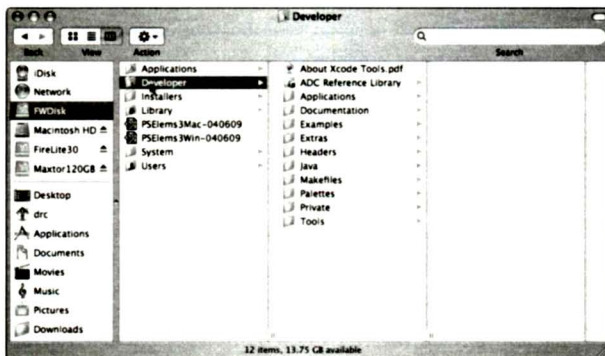 Developer
Back
View
Action
Search
iDisk
Network
FWDisk
Macintosh HD
FireLite30
Maxtor120GB
Desktop
drc
Applications
Documents
Movies
Music
Pictures
Downloads
Applications
Developer
Installers
Library
PSElems3Mac-040609
PSElems3Win-040609
System
Users
About Xcode Tools.pdf
ADC Reference Library
Applications
Documentation
Examples
Extras
Headers
Java
Makefiles
Palettes
Private
Tools
12 items, 13.75 GB available